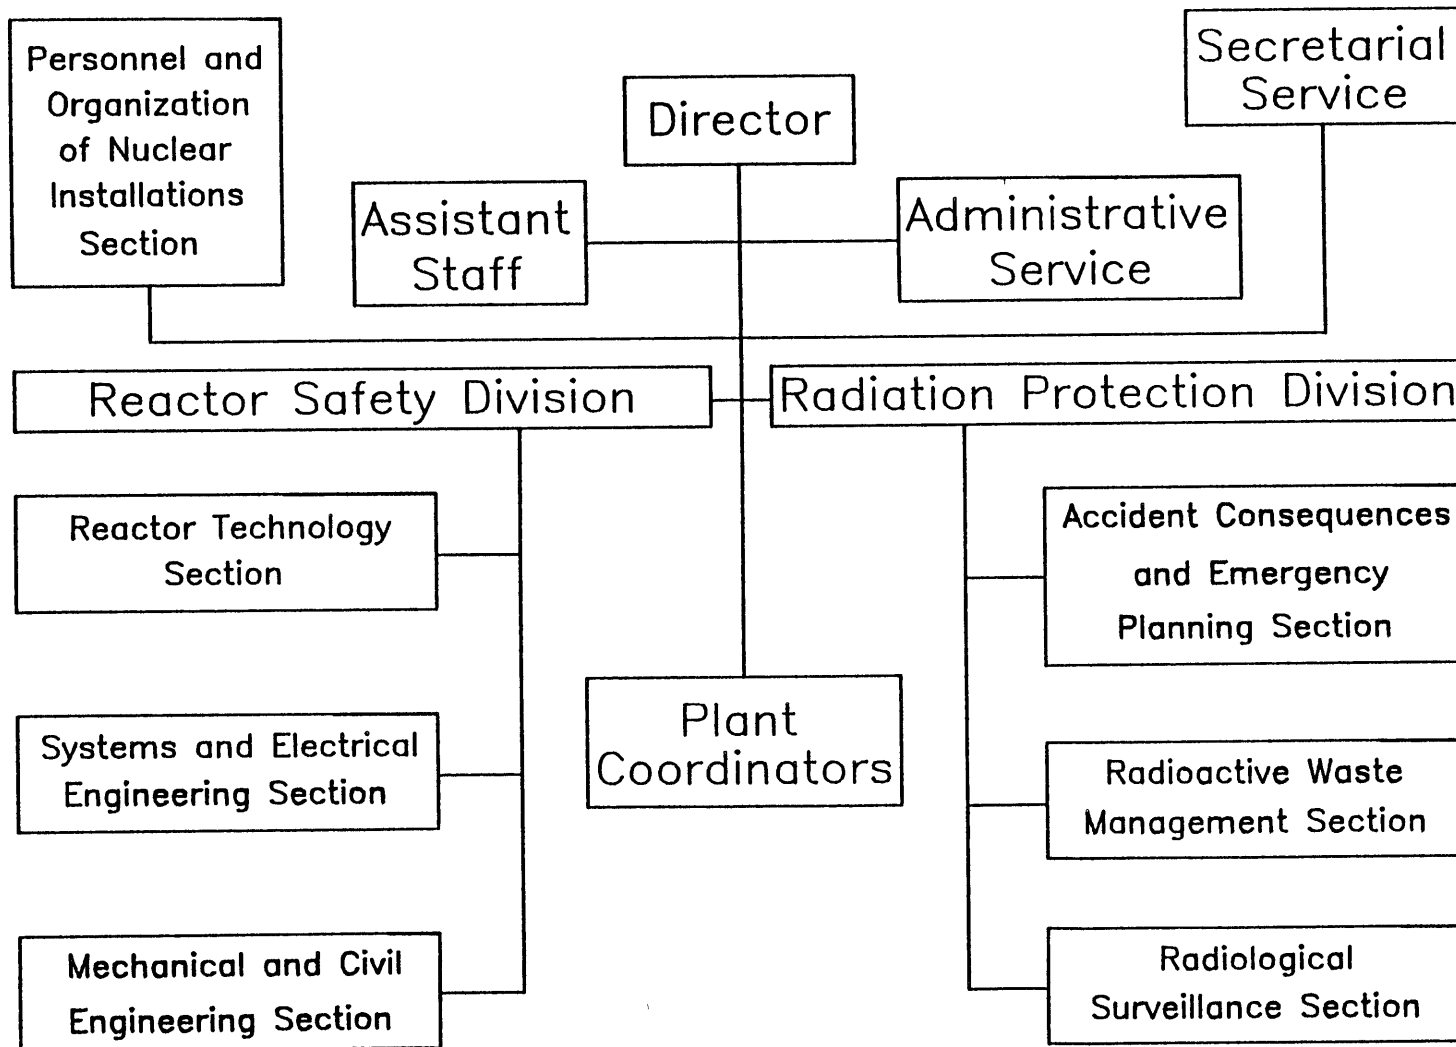 Personnel and
Organization
of Nuclear
Installations
Section
Director
Secretarial
Service
Assistant
Staff
Administrative
Service
Reactor Safety Division
Radiation Protection Division
Reactor Technology
Section
Accident Consequences
and Emergency
Planning Section
Plant
Coordinators
Systems and Electrical
Engineering Section
Radioactive Waste
Management Section
Mechanical and Civil
Engineering Section
Radiological
Surveillance Section